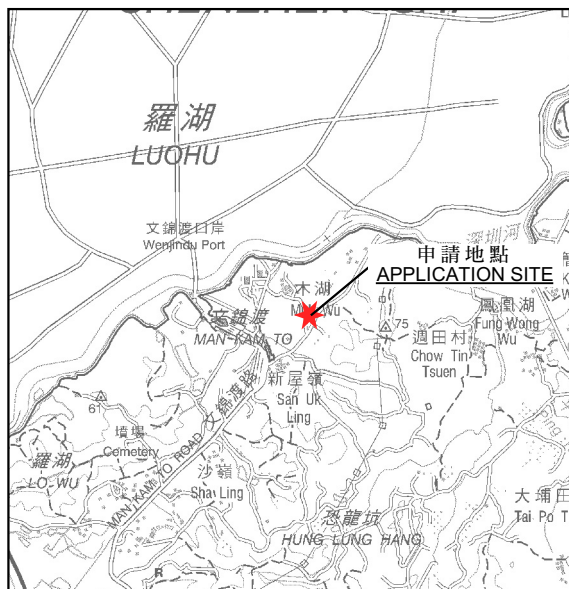 羅湖
LUOHU
文錦渡口岸
Wenjindu Port
深圳河
申請地點
APPLICATION SITE
木湖
Muk Wu
文錦渡
MAN-KAM TO
75
鳳凰湖
Fung Wong
Wu
週田村
Chow Tin
Tsuen
新屋嶺
San Uk
Ling
61
墳場
Cemetery
MAN KAM TO ROAD 文錦渡路
羅湖
LO WU
沙嶺
Sha Ling
大埔田
Tai Po T
恐龍坑
HUNG LUNG HANG
R